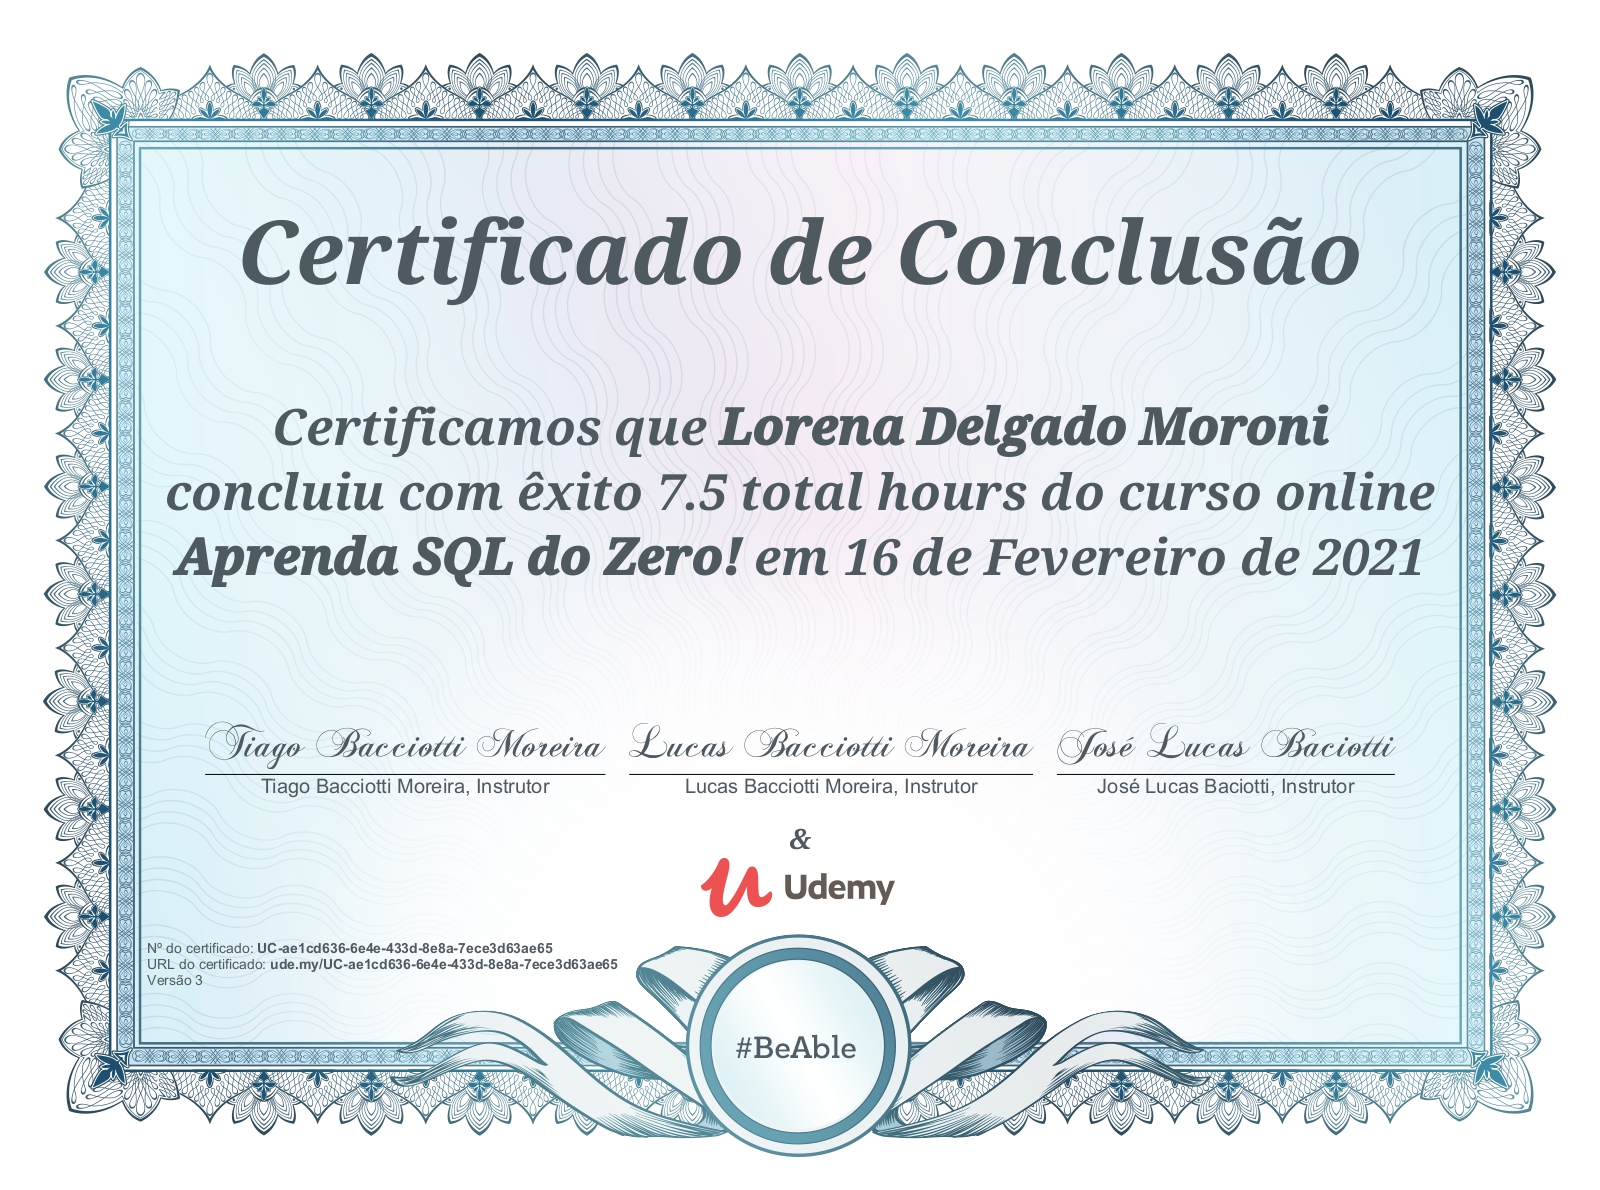 Certificado de Conclusão
Certificamos que Lorena Delgado Moroni
concluiu com êxito 7.5 total hours do curso online
Aprenda SQL do Zero! em 16 de Fevereiro de 2021
Tiago Bacciotti Moreira Lucas Bacciotti Moreira José Lucas Baciotti
Tiago Bacciotti Moreira, Instrutor Lucas Bacciotti Moreira, Instrutor José Lucas Baciotti, Instrutor
&
Udemy
Nº do certificado: UC-ae1cd636-6e4e-433d-8e8a-7ece3d63ae65
URL do certificado: ude.my/UC-ae1cd636-6e4e-433d-8e8a-7ece3d63ae65
Versão 3
#BeAble